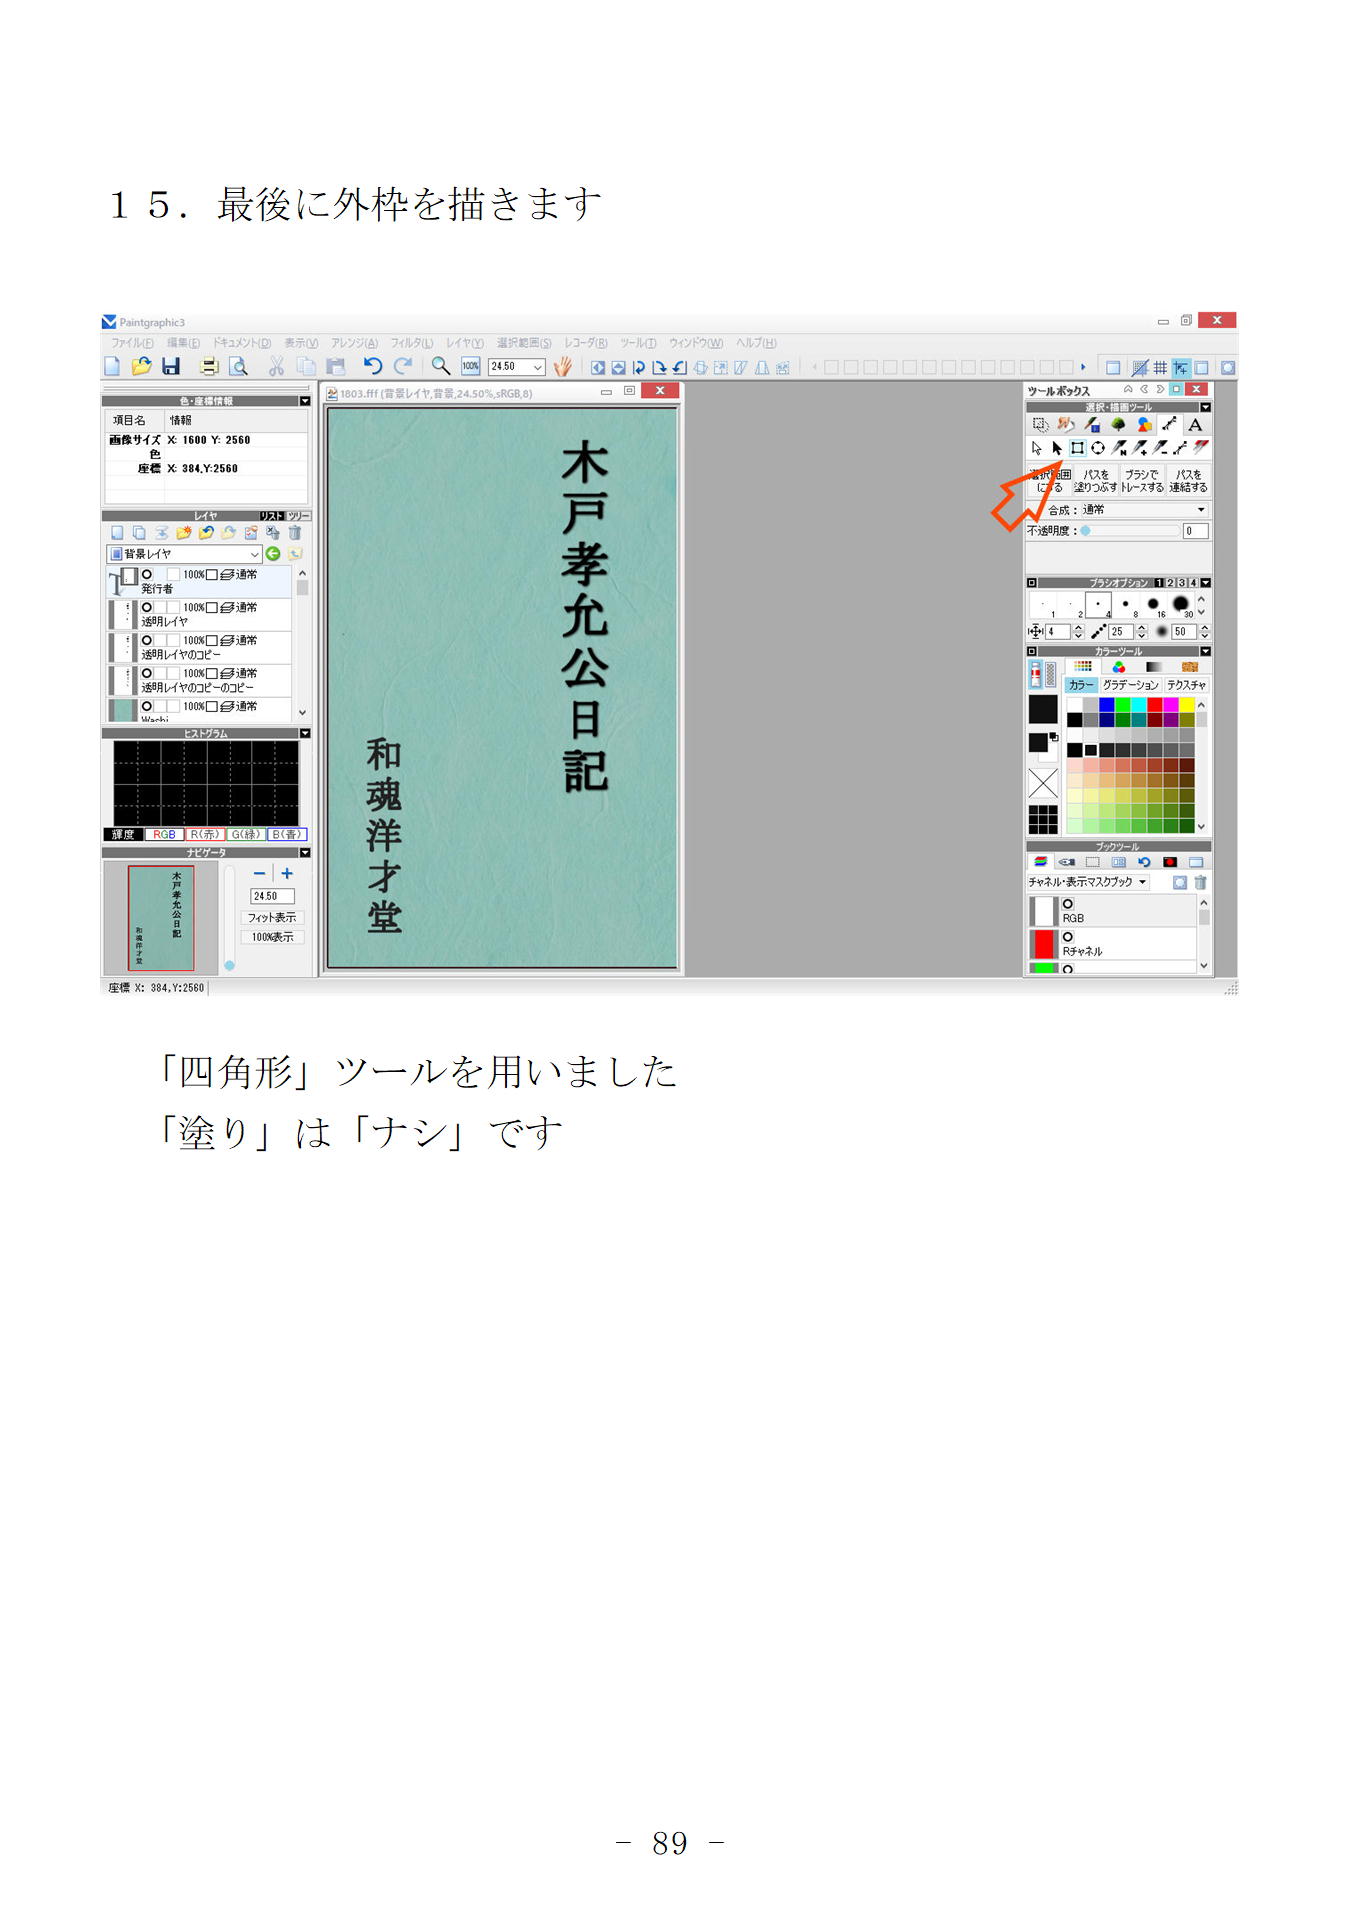 １５．最後に外枠を描きます
Paintgraphic3
ファイル(F) 編集(E) ドキュメント(D) 表示(V) アレンジ(A) フィルタ(L) レイヤ(Y) 選択範囲(S) レコーダ(R) ツール(T) ウィンドウ(W) ヘルプ(H)
100% 24.50
色・座標情報
項目名 情報
画像サイズ X: 1600 Y: 2560
色
座標 X: 384,Y:2560
レイヤ リスト ツリー
背景レイヤ
100% 通常
発行者
100% 通常
透明レイヤ
100% 通常
透明レイヤのコピー
100% 通常
透明レイヤのコピーのコピー
100% 通常
Washi
ヒストグラム
輝度 RGB R(赤) G(緑) B(青)
ナビゲータ
木戸孝允公日記
和魂洋才堂
24.50
フィット表示
100%表示
座標 X: 384,Y:2560
1803.fff (背景レイヤ,背景,24.50%,sRGB,8)
木戸孝允公日記
和魂洋才堂
ツールボックス
選択・描画ツール
A
選択範囲にする パスを塗りつぶす ブラシでトレースする パスを連結する
合成： 通常
不透明度： 0
ブラシオプション 1 2 3 4
1 2 4 8 16 30
4 25 50
カラーツール
カラー グラデーション テクスチャ
ブックツール
チャネル・表示マスクブック
RGB
Rチャネル
「四角形」ツールを用いました
「塗り」は「ナシ」です
- 89 -